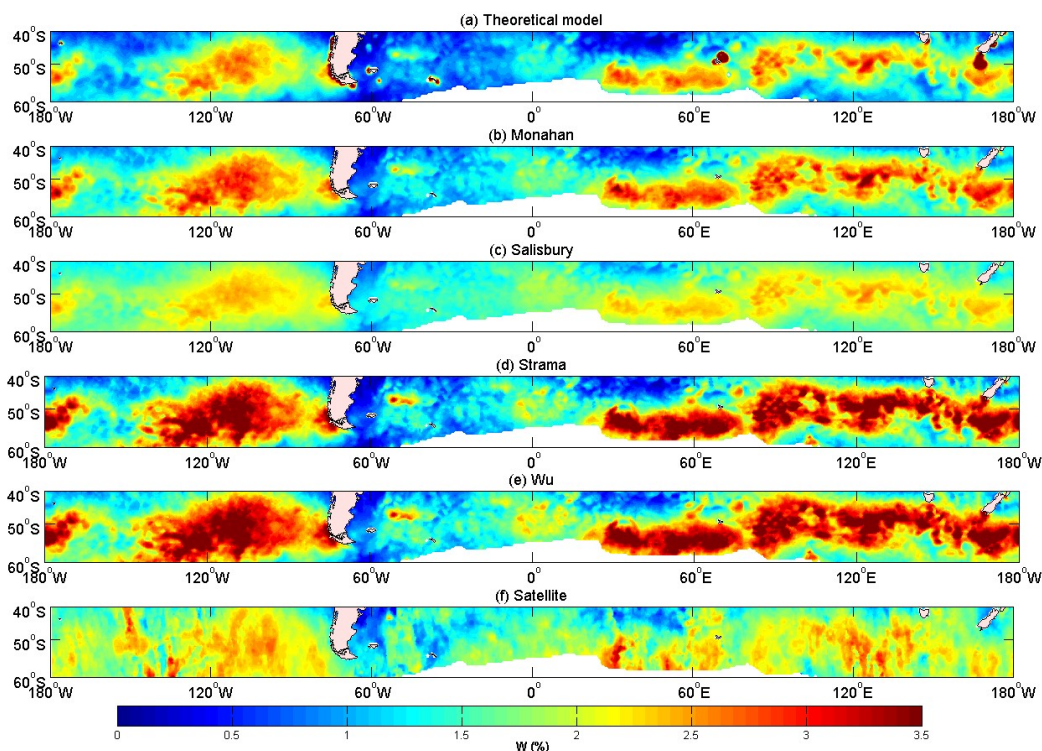 (a) Theoretical model
40°S
50°S
60°S
120°W 60°W 0° 60°E 120°E 180°W
(b) Monahan
40°S
50°S
60°S
180°W 120°W 60°W 0° 60°E 120°E 180°W
(c) Salisbury
40°S
50°S
60°S
180°W 120°W 60°W 0° 60°E 120°E 180°W
(d) Strama
40°S
50°S
60°S
180°W 120°W 60°W 0° 60°E 120°E 180°W
(e) Wu
40°S
50°S
60°S
180°W 120°W 60°W 0° 60°E 120°E 180°W
(f) Satellite
40°S
50°S
60°S
180°W 120°W 60°W 0° 60°E 120°E 180°W
0 0.5 1 1.5 2 2.5 3 3.5
W (%)